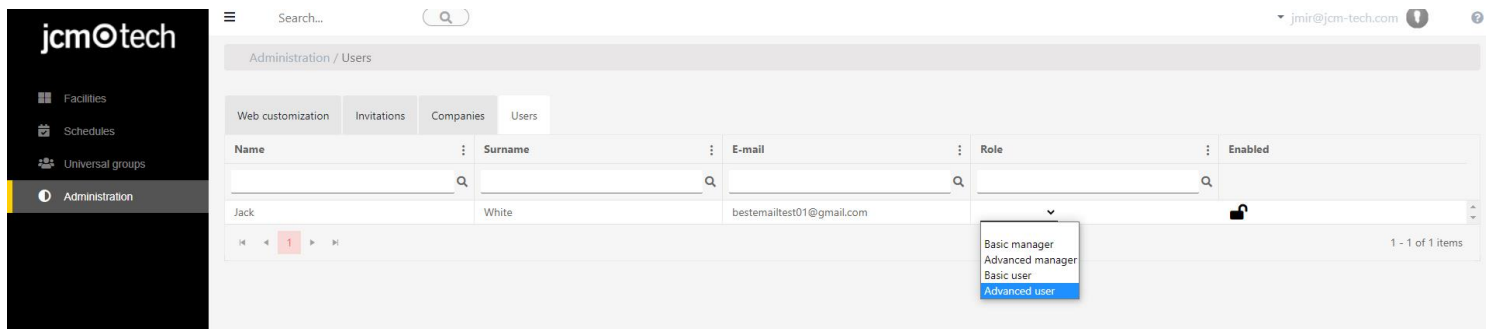 jcm tech
Search...
jmir@jcm-tech.com
Administration / Users
Facilities
Schedules
Universal groups
Administration
Web customization Invitations Companies Users
Name Surname E-mail Role Enabled
Jack White bestemailtest01@gmail.com
1
1 - 1 of 1 items
Basic manager
Advanced manager
Basic user
Advanced user